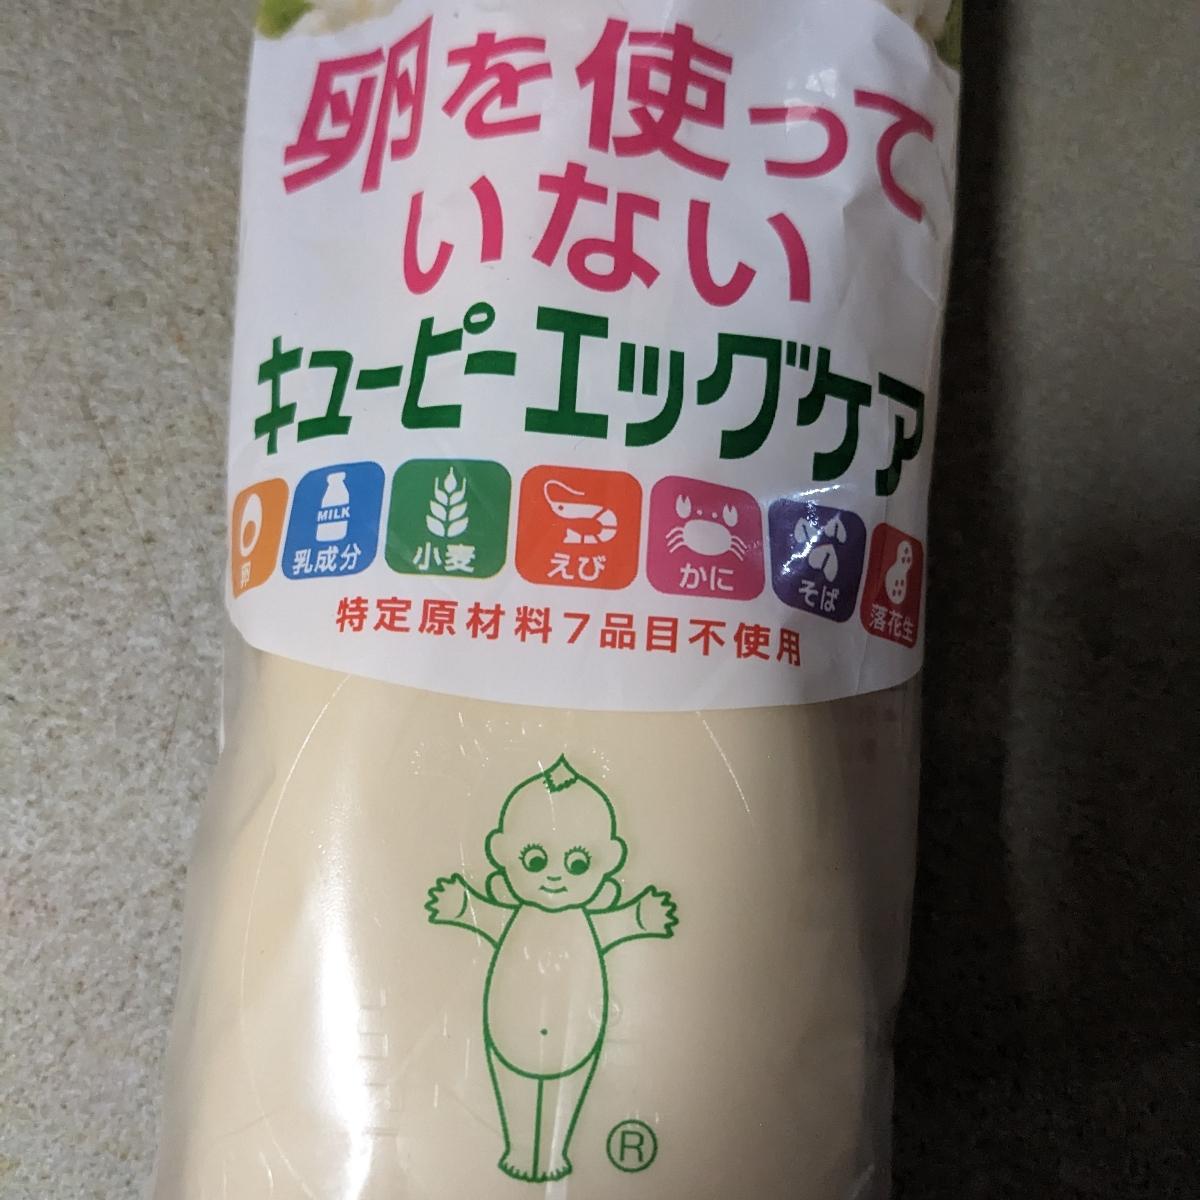 卵を使って
いない
キユーピーエッグケア
MILK
卵 乳成分 小麦 えび かに そば 落花生
特定原材料7品目不使用
®